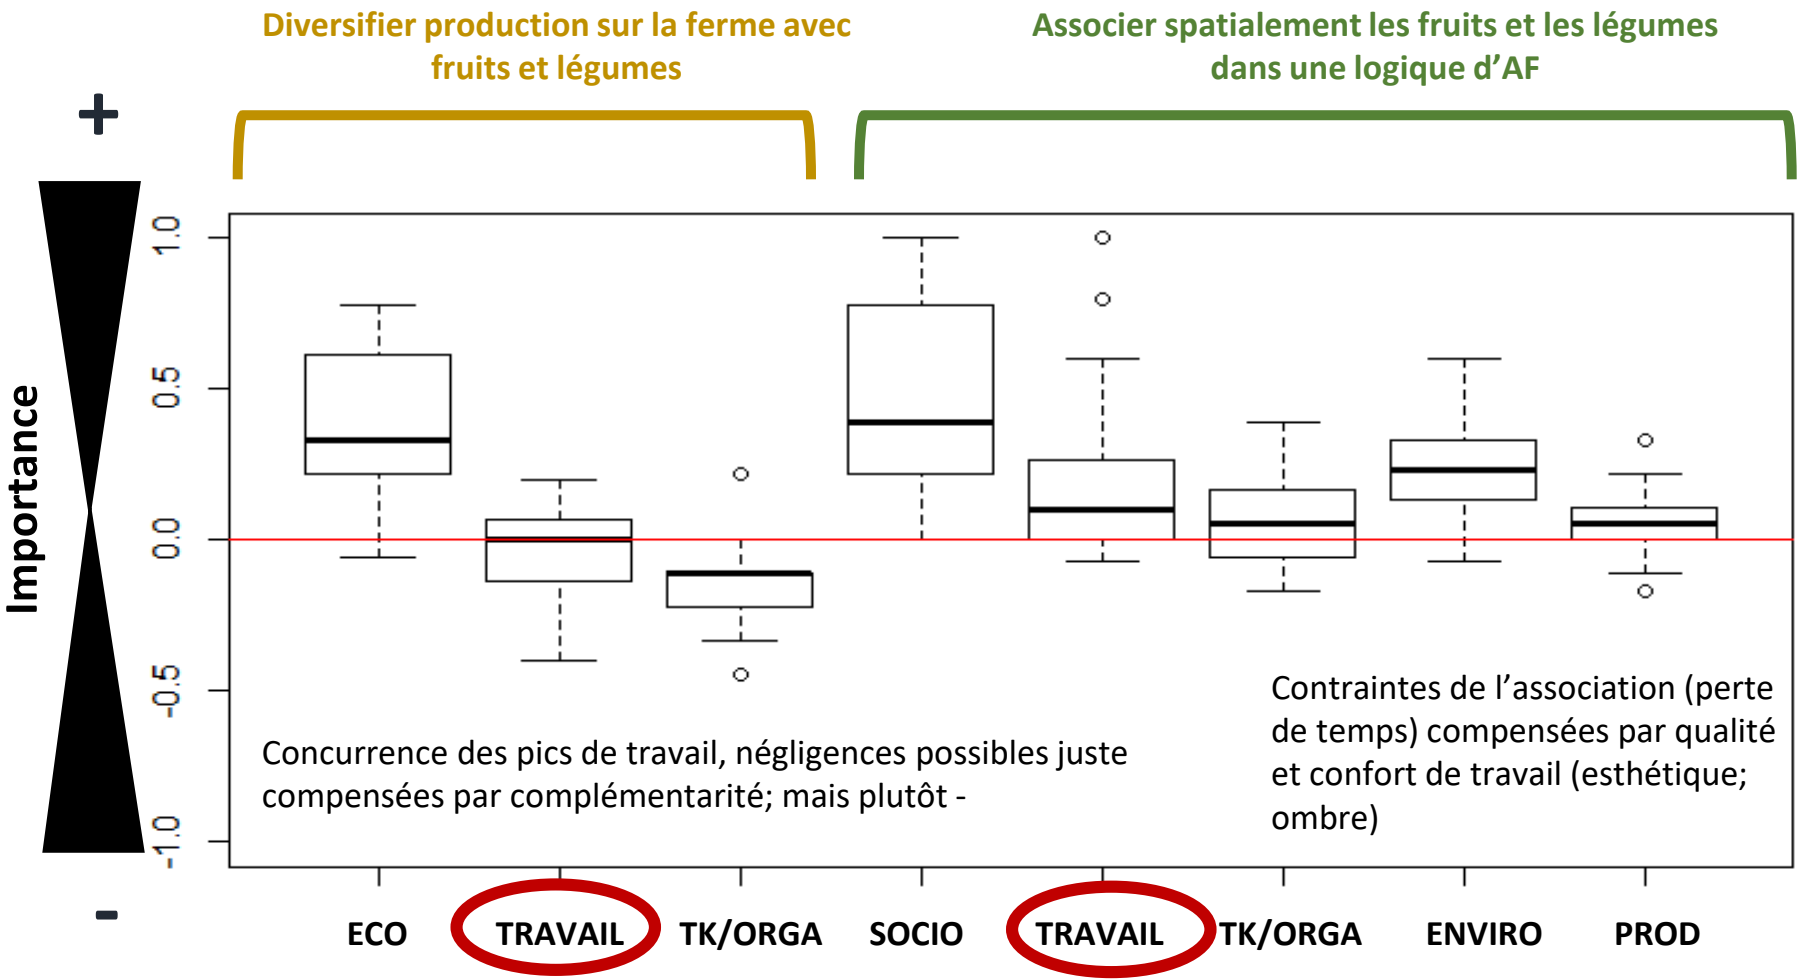 Diversifier production sur la ferme avec
fruits et légumes
Associer spatialement les fruits et les légumes
dans une logique d’AF
+
Importance
-
1.0
0.5
0.0
-0.5
-1.0
Concurrence des pics de travail, négligences possibles juste
compensées par complémentarité; mais plutôt -
Contraintes de l’association (perte
de temps) compensées par qualité
et confort de travail (esthétique;
ombre)
ECO TRAVAIL TK/ORGA SOCIO TRAVAIL TK/ORGA ENVIRO PROD